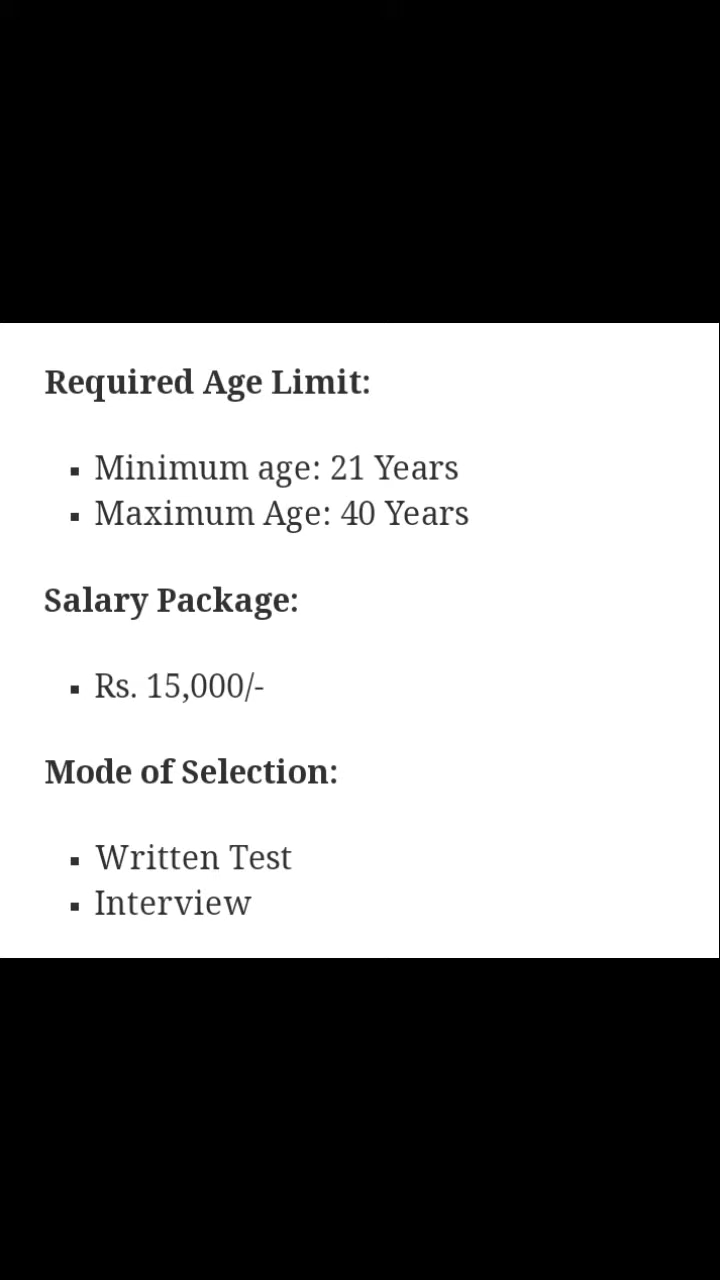 Required Age Limit:
▪ Minimum age: 21 Years
▪ Maximum Age: 40 Years
Salary Package:
▪ Rs. 15,000/-
Mode of Selection:
▪ Written Test
▪ Interview